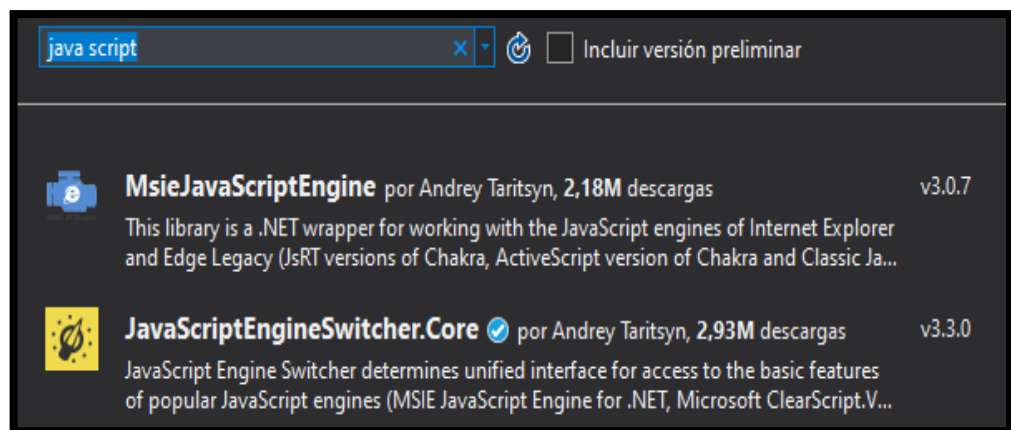 java script
Incluir versión preliminar
MsieJavaScriptEngine por Andrey Taritsyn, 2,18M descargas
v3.0.7
This library is a .NET wrapper for working with the JavaScript engines of Internet Explorer
and Edge Legacy (JsRT versions of Chakra, ActiveScript version of Chakra and Classic Ja...
JavaScriptEngineSwitcher.Core por Andrey Taritsyn, 2,93M descargas
v3.3.0
JavaScript Engine Switcher determines unified interface for access to the basic features
of popular JavaScript engines (MSIE JavaScript Engine for .NET, Microsoft ClearScript.V...